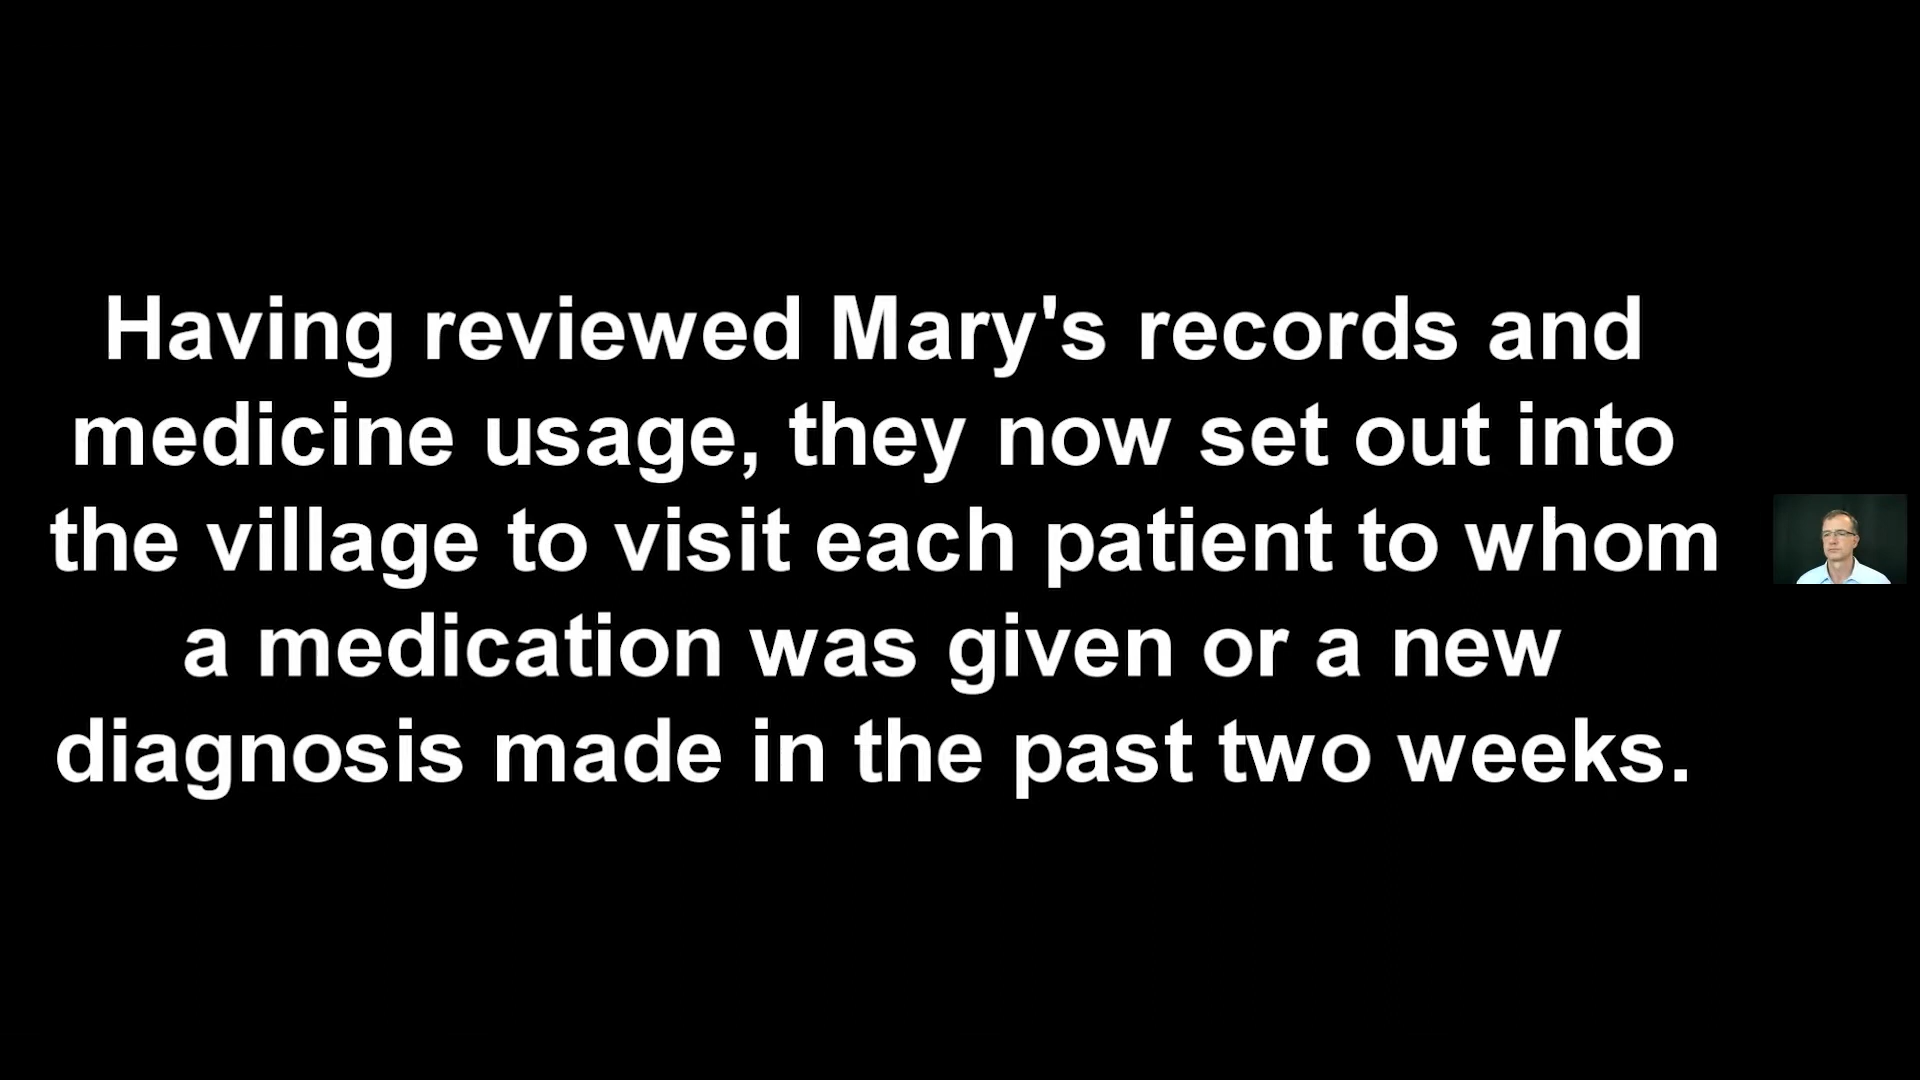 Having reviewed Mary's records and
medicine usage, they now set out into
the village to visit each patient to whom
a medication was given or a new
diagnosis made in the past two weeks.